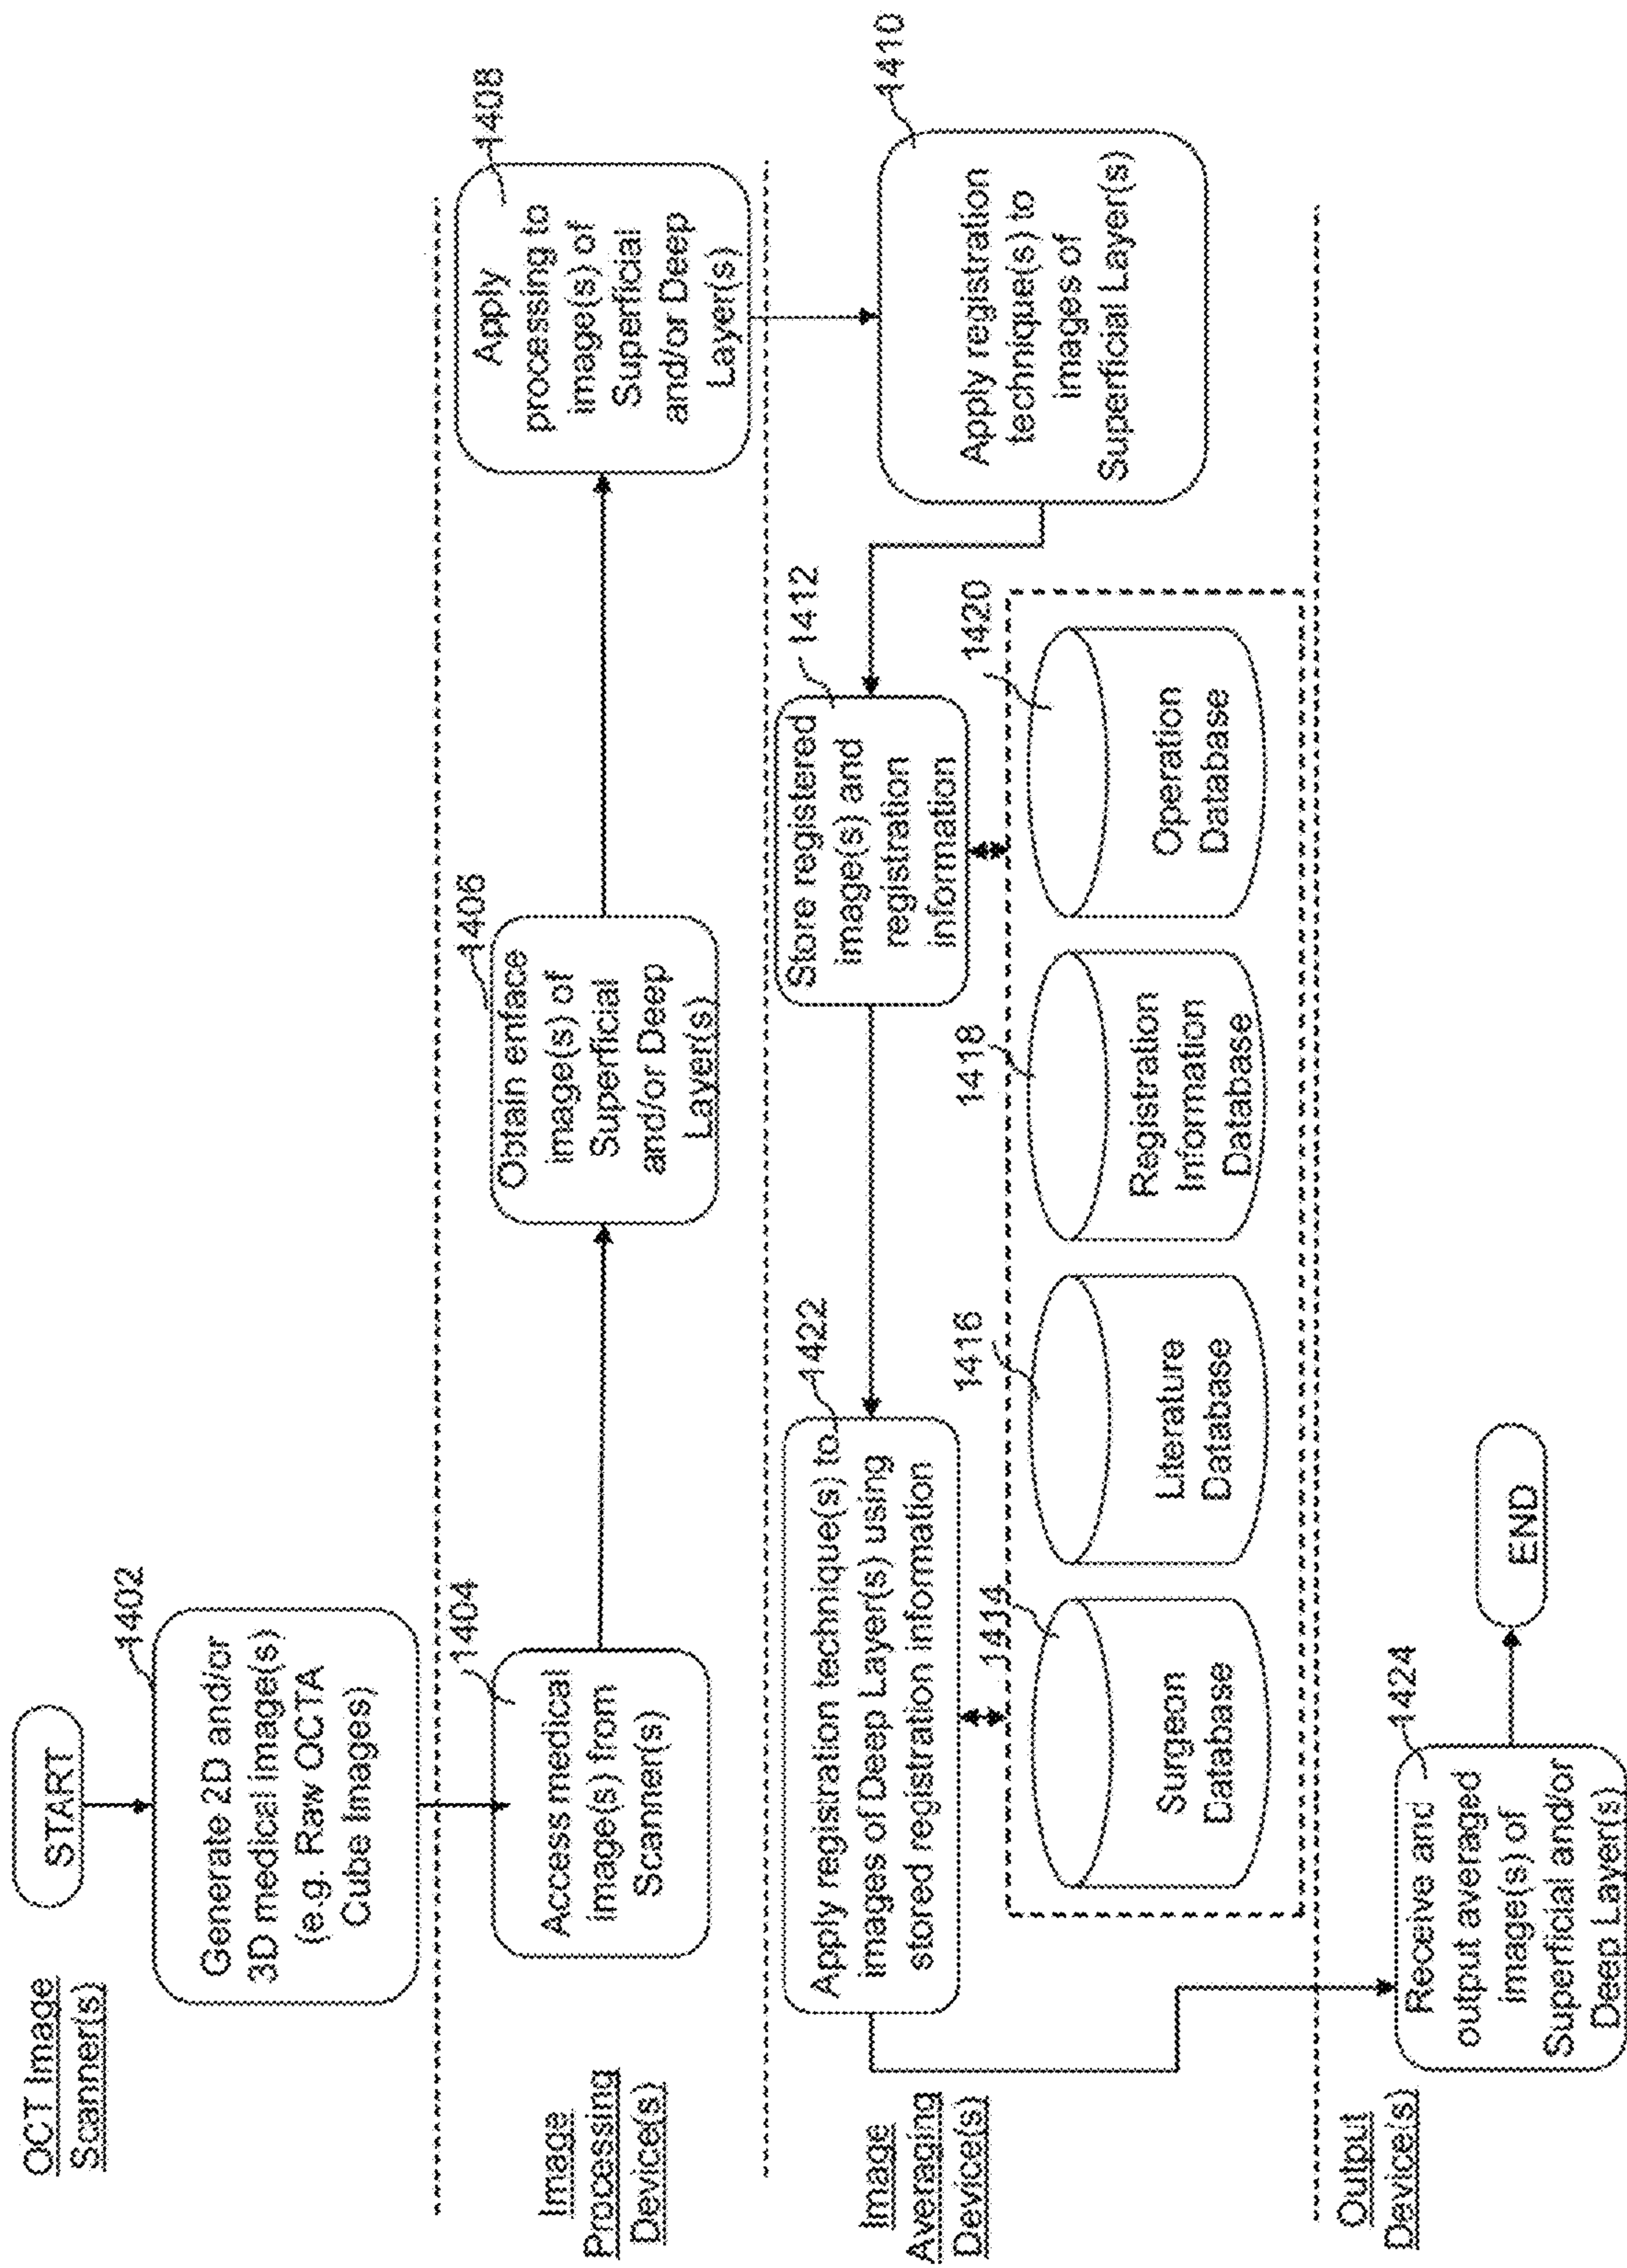 OCT Image
Scanner(s)
START
1402
Generate 2D and/or
3D medical image(s)
(e.g. Raw OCTA
Cube Images)
Image
Processing
Device(s)
1404
Access medical
image(s) from
Scanner(s)
1406
Obtain enface
image(s) of
Superficial
and/or Deep
Layer(s)
1408
Apply
processing to
image(s) of
Superficial
and/or Deep
Layer(s)
Image
Averaging
Device(s)
1410
Apply registration
technique(s) to
images of
Superficial Layer(s)
1412
Store registered
image(s) and
registration
information
1422
Apply registration technique(s) to
images of Deep Layer(s) using
stored registration information
1414
Surgeon
Database
1416
Literature
Database
1418
Registration
Information
Database
1420
Operation
Database
Output
Device(s)
1424
Receive and
output averaged
image(s) of
Superficial and/or
Deep Layer(s)
END